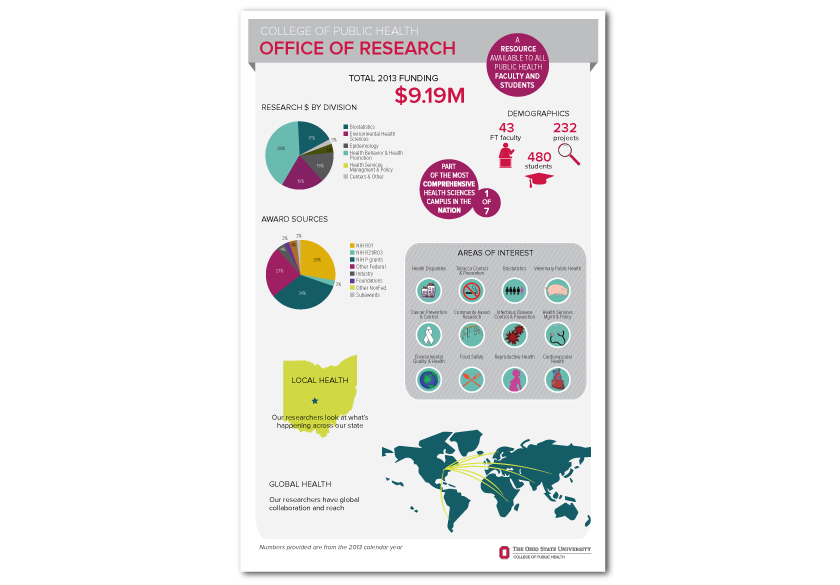 COLLEGE OF PUBLIC HEALTH
OFFICE OF RESEARCH
A
RESOURCE
AVAILABLE TO ALL
PUBLIC HEALTH
FACULTY AND
STUDENTS
TOTAL 2013 FUNDING
$9.19M
RESEARCH $ BY DIVISION
17%
19%
Biostatistics
Environmental Health
Sciences
Epidemiology
Health Behavior & Health
Promotion
Health Services
Managment & Policy
Centers & Other
DEMOGRAPHICS
43
FT faculty
232
projects
480
students
PART
OF THE MOST
COMPREHENSIVE
HEALTH SCIENCES
CAMPUS IN THE
NATION
1
OF
7
AWARD SOURCES
2%
2%
28%
34%
NIH R01
NIH R21/R03
NIH P grants
Other Federal
Industry
Foundations
Other NonFed
Subawards
AREAS OF INTEREST
Health Disparities
Tobacco Control
& Prevention
Biostatistics
Veterinary Public Health
Cancer Prevention
& Control
Community-based
Research
Infectious Disease
Control & Prevention
Health Services
Mgmt & Policy
Environmental
Quality & Health
Food Safety
Reproductive Health
Cardiovascular
Health
LOCAL HEALTH
Our researchers look at what's
happening across our state
GLOBAL HEALTH
Our researchers have global
collaboration and reach
Numbers provided are from the 2013 calendar year
THE OHIO STATE UNIVERSITY
COLLEGE OF PUBLIC HEALTH